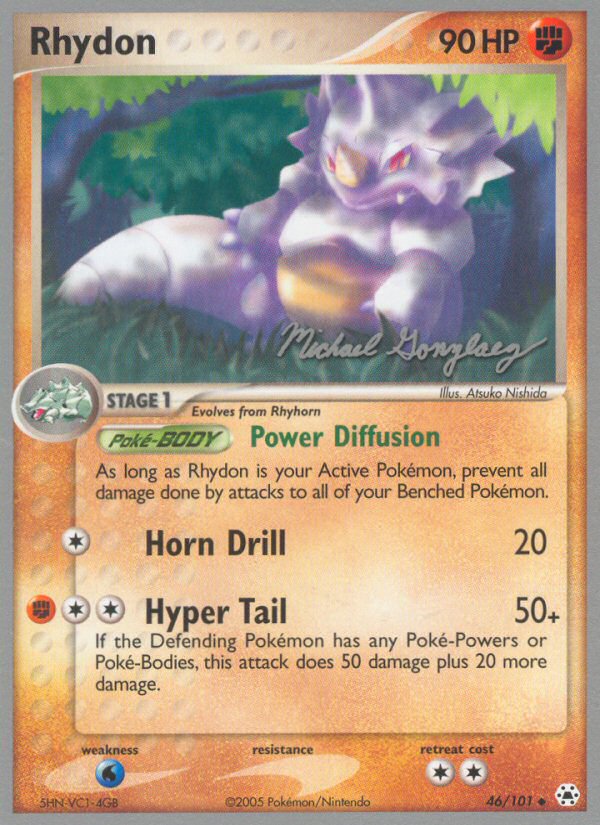 Rhydon
90 HP
Michael Gonzalez
Illus. Atsuko Nishida
STAGE 1
Evolves from Rhyhorn
Poké-BODY Power Diffusion
As long as Rhydon is your Active Pokémon, prevent all
damage done by attacks to all of your Benched Pokémon.
Horn Drill 20
Hyper Tail 50+
If the Defending Pokémon has any Poké-Powers or
Poké-Bodies, this attack does 50 damage plus 20 more
damage.
weakness resistance retreat cost
5HN-VC1-4GB ©2005 Pokémon/Nintendo 46/101